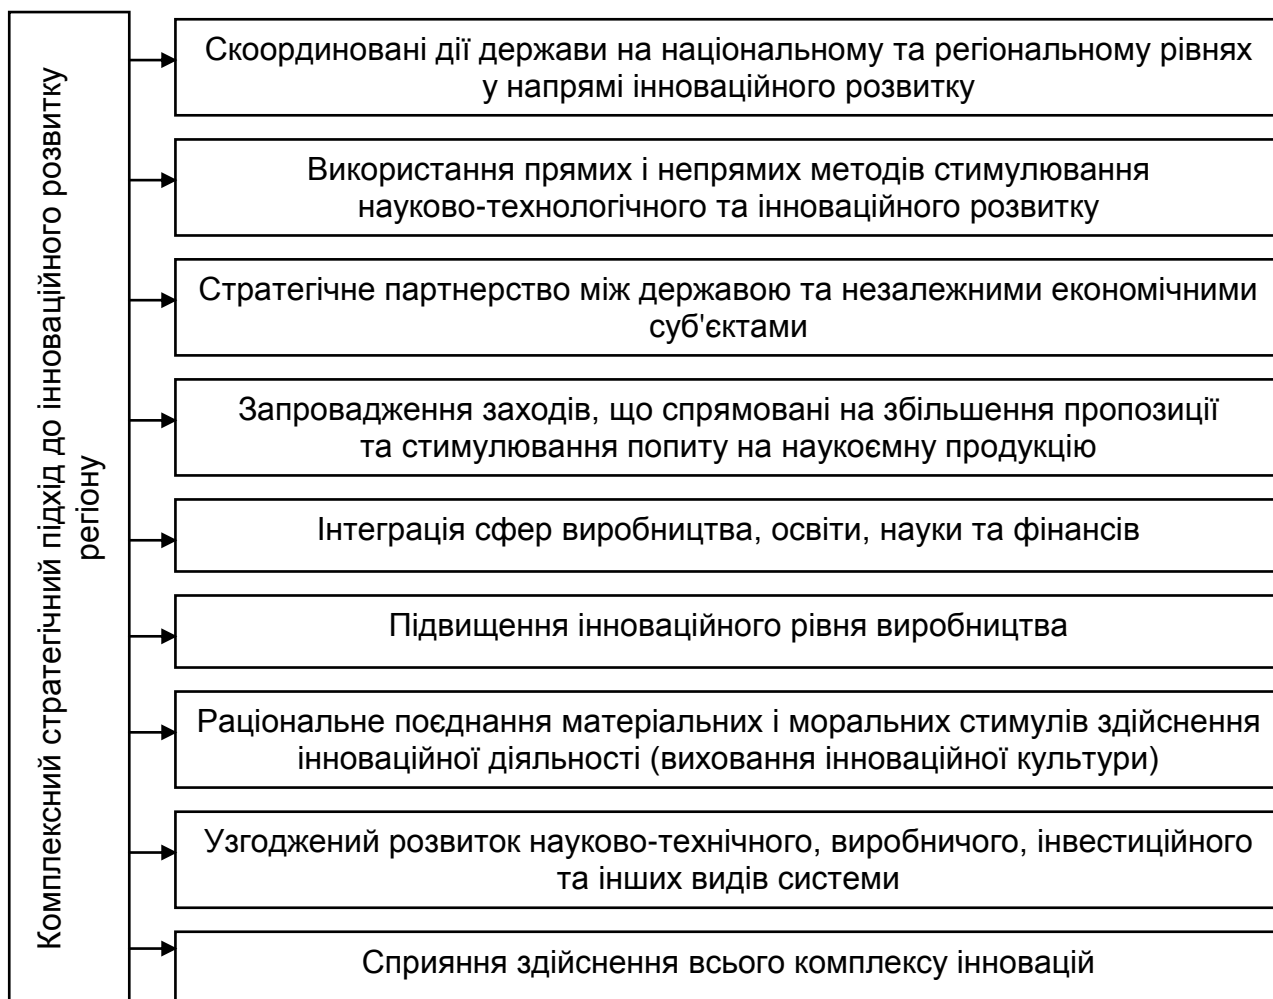 Комплексний стратегічний підхід до інноваційного розвитку
регіону
Скоординовані дії держави на національному та регіональному рівнях
у напрямі інноваційного розвитку
Використання прямих і непрямих методів стимулювання
науково-технологічного та інноваційного розвитку
Стратегічне партнерство між державою та незалежними економічними
суб'єктами
Запровадження заходів, що спрямовані на збільшення пропозиції
та стимулювання попиту на наукоємну продукцію
Інтеграція сфер виробництва, освіти, науки та фінансів
Підвищення інноваційного рівня виробництва
Раціональне поєднання матеріальних і моральних стимулів здійснення
інноваційної діяльності (виховання інноваційної культури)
Узгоджений розвиток науково-технічного, виробничого, інвестиційного
та інших видів системи
Сприяння здійснення всього комплексу інновацій